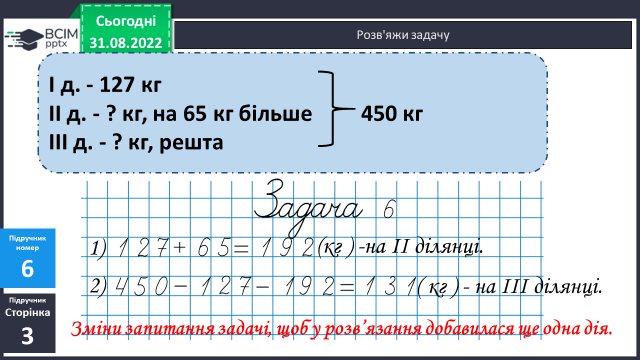 BCIM
pptx
Сьогодні
31.08.2022
Розв'яжи задачу
І д. - 127 кг
ІІ д. - ? кг, на 65 кг більше
450 кг
ІІІ д. - ? кг, решта
Задача 6
1) 127+ 65= 192(кг) -на ІІ ділянці.
2) 450 - 127- 192=131( кг ) - на ІІІ ділянці.
Зміни запитання задачі, щоб у розв’язання добавилася ще одна дія.
Підручник
номер
6
Підручник
Сторінка
3